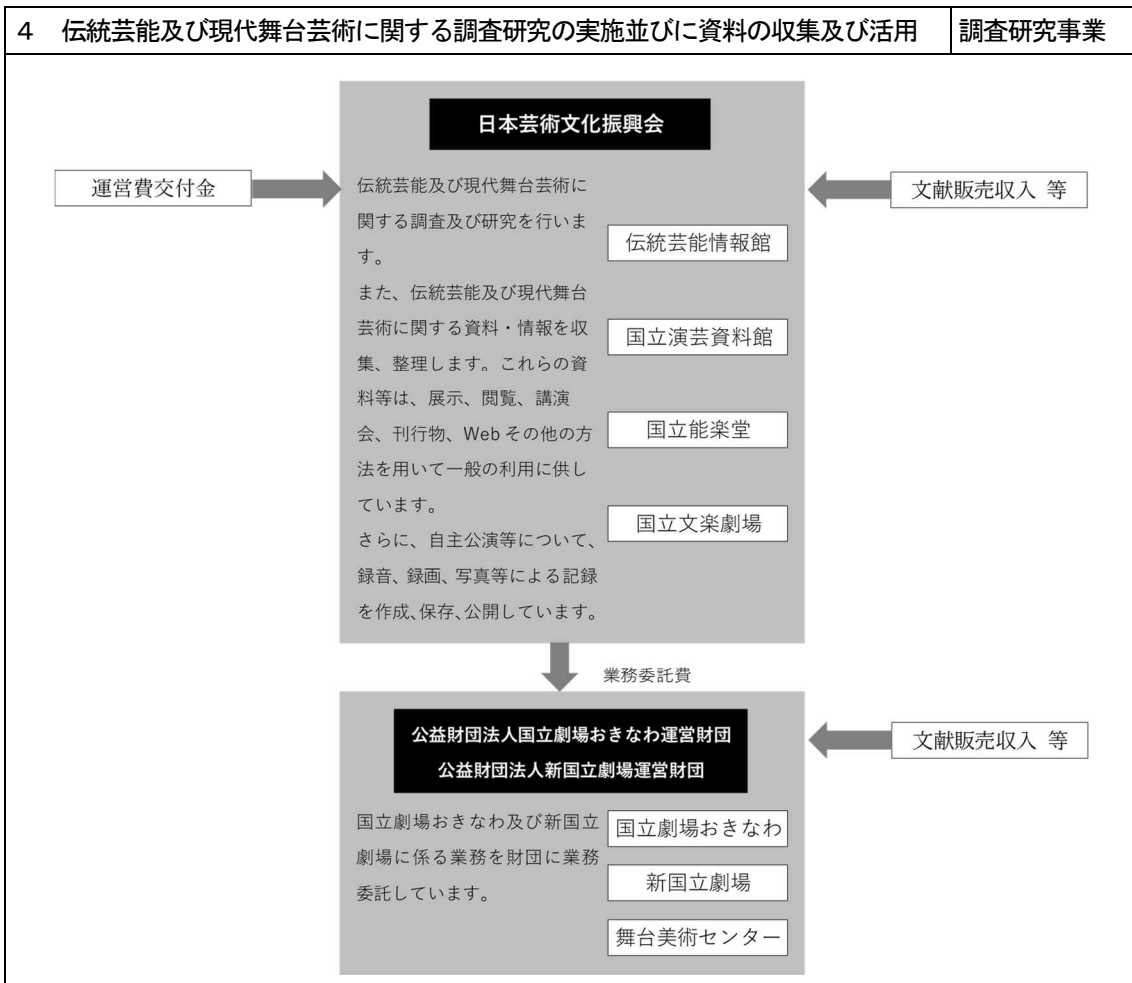 4 伝統芸能及び現代舞台芸術に関する調査研究の実施並びに資料の収集及び活用
調査研究事業
日本芸術文化振興会
運営費交付金
文献販売収入 等
伝統芸能及び現代舞台芸術に
関する調査及び研究を行いま
す。
また、伝統芸能及び現代舞台
芸術に関する資料・情報を収
集、整理します。これらの資
料等は、展示、閲覧、講演
会、刊行物、Web その他の方
法を用いて一般の利用に供し
ています。
さらに、自主公演等について、
録音、録画、写真等による記録
を作成、保存、公開しています。
伝統芸能情報館
国立演芸資料館
国立能楽堂
国立文楽劇場
業務委託費
公益財団法人国立劇場おきなわ運営財団
公益財団法人新国立劇場運営財団
文献販売収入 等
国立劇場おきなわ及び新国立
劇場に係る業務を財団に業務
委託しています。
国立劇場おきなわ
新国立劇場
舞台美術センター